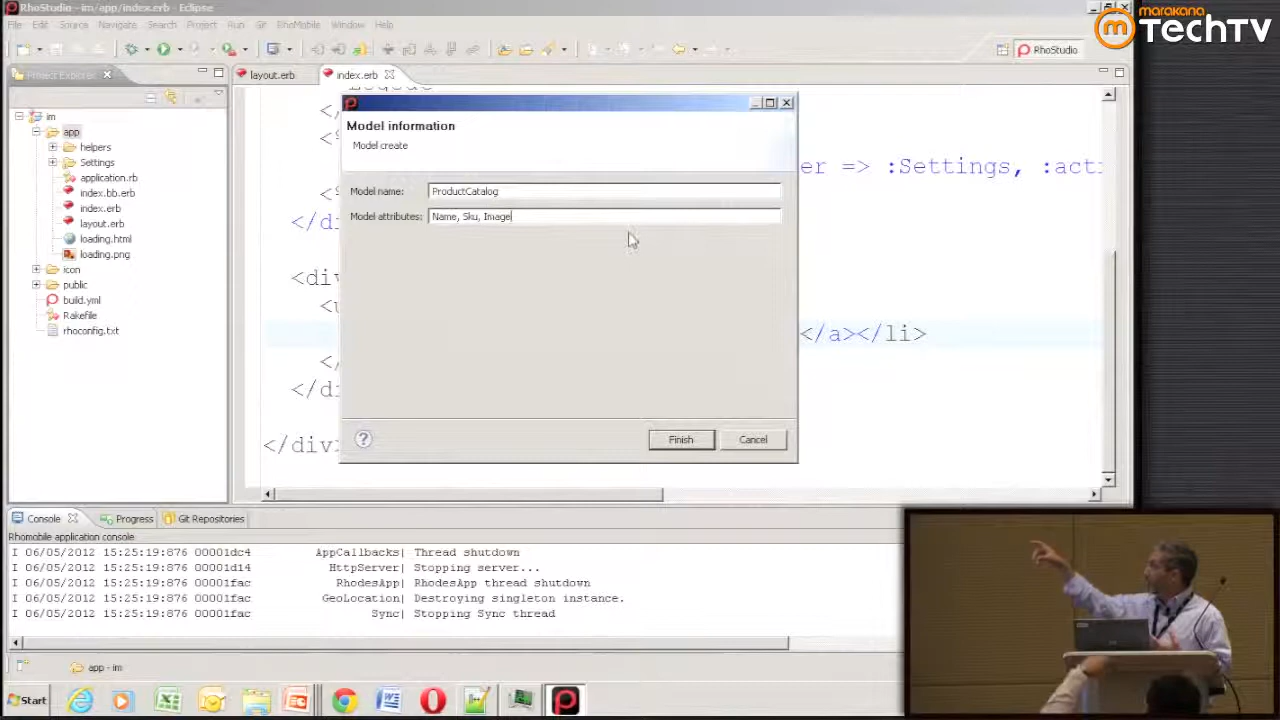 RhoStudio - im/app/index.erb - Eclipse
File Edit Source Navigate Search Project Run Git RhoMobile Window Help
marakana
TechTV
RhoStudio
Project Explorer
layout.erb
index.erb
im
app
helpers
Settings
application.rb
index.bb.erb
index.erb
layout.erb
loading.html
loading.png
icon
public
build.yml
Rakefile
rhoconfig.txt
Model information
Model create
Model name: ProductCatalog
Model attributes: Name, Sku, Image
Finish
Cancel
er => :Settings, :acti
</di
<div
</a></li>
</di
</div
Console
Progress
Git Repositories
Rhomobile application console
I 06/05/2012 15:25:19:876 00001dc4 AppCallbacks| Thread shutdown
I 06/05/2012 15:25:19:876 00001d14 HttpServer| Stopping server...
I 06/05/2012 15:25:19:876 00001fac RhodesApp| RhodesApp thread shutdown
I 06/05/2012 15:25:19:876 00001fac GeoLocation| Destroying singleton instance.
I 06/05/2012 15:25:19:876 00001fac Sync| Stopping Sync thread
app - im
Start